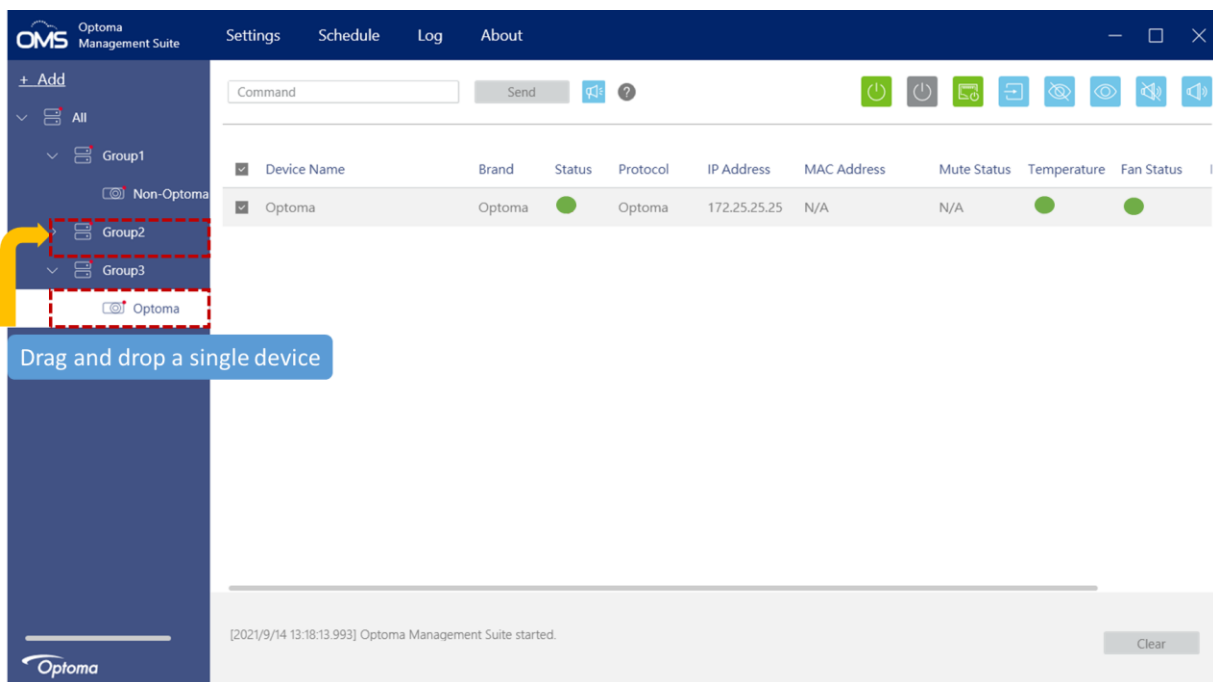 OMS Optoma Management Suite
Settings Schedule Log About
+ Add
Command Send ?
All
Group1
Non-Optoma
Group2
Group3
Optoma
Drag and drop a single device
Device Name Brand Status Protocol IP Address MAC Address Mute Status Temperature Fan Status
Optoma Optoma Optoma 172.25.25.25 N/A N/A
[2021/9/14 13:18:13.993] Optoma Management Suite started.
Clear
Optoma